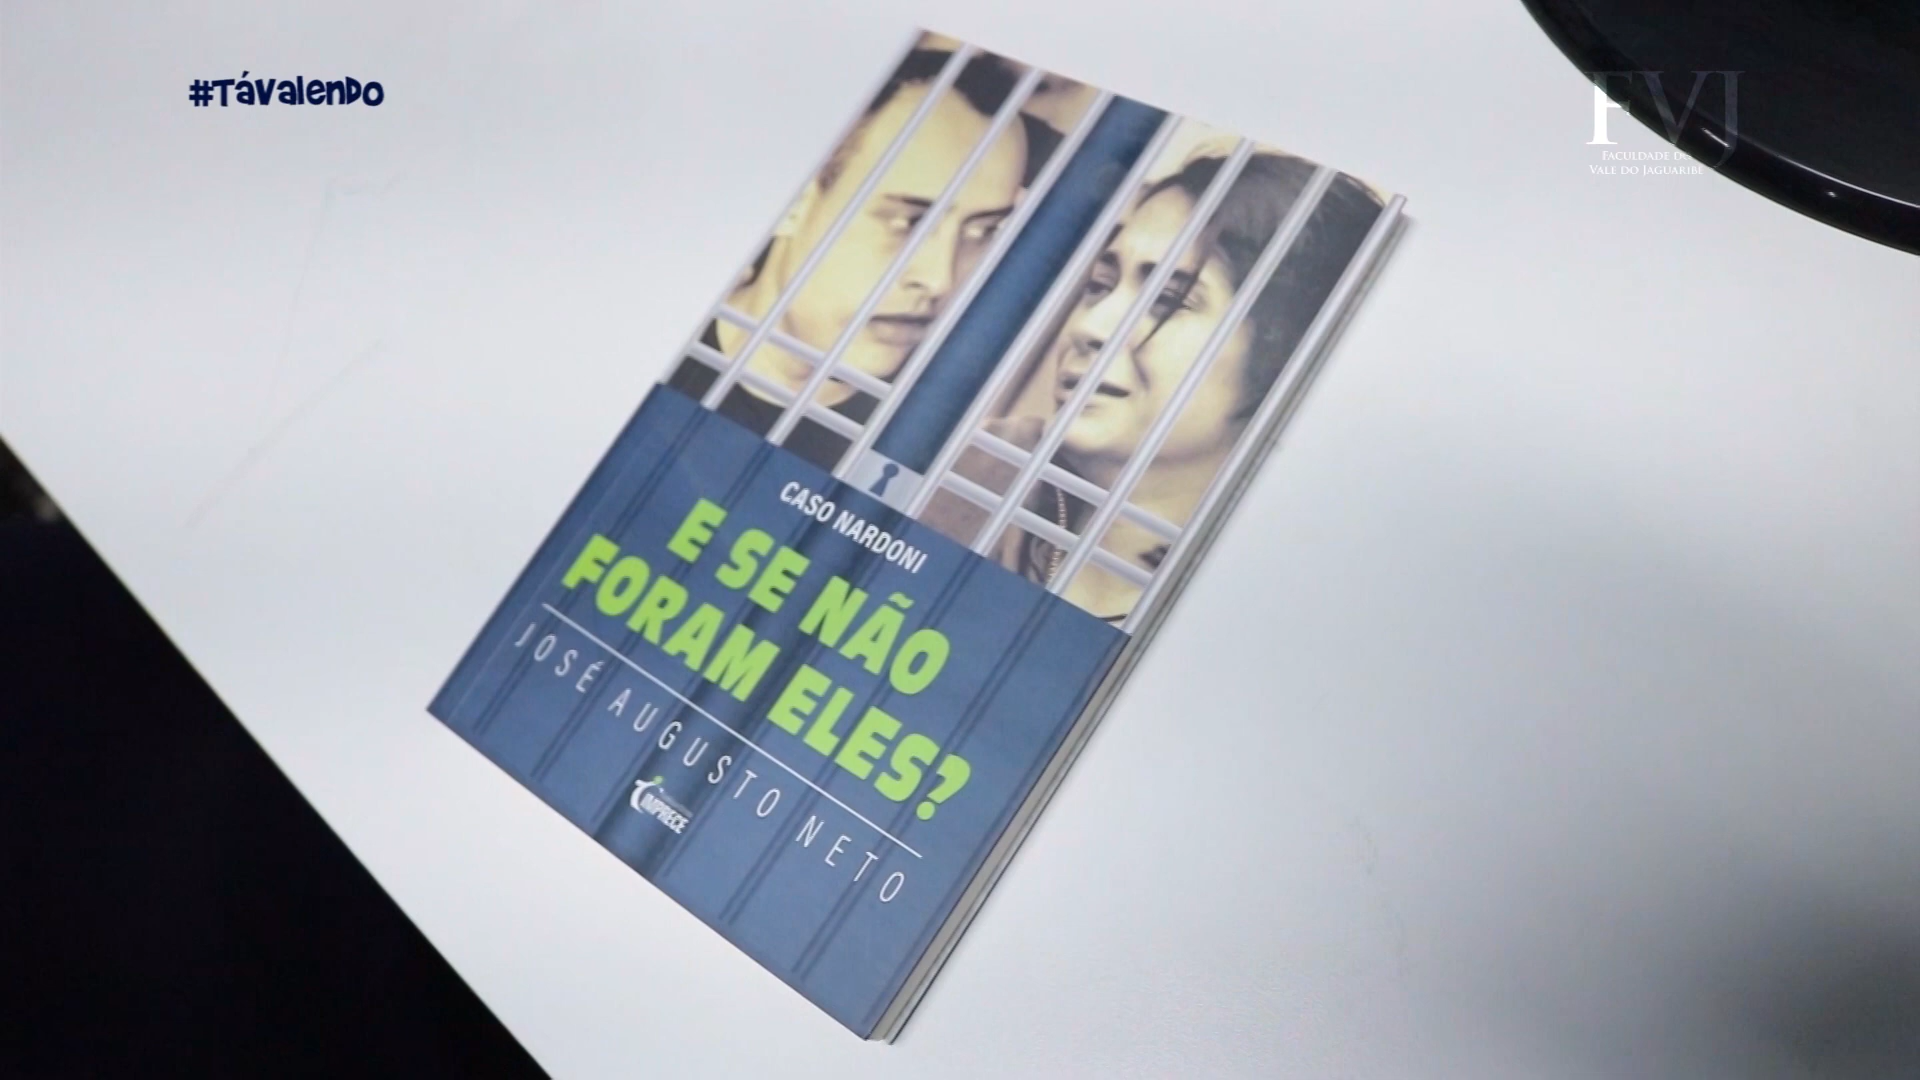 #TáValendo
FVJ
Faculdade do
Vale do Jaguaribe
CASO NARDONI
E SE NÃO
FORAM ELES?
JOSÉ AUGUSTO NETO
IMPRECE